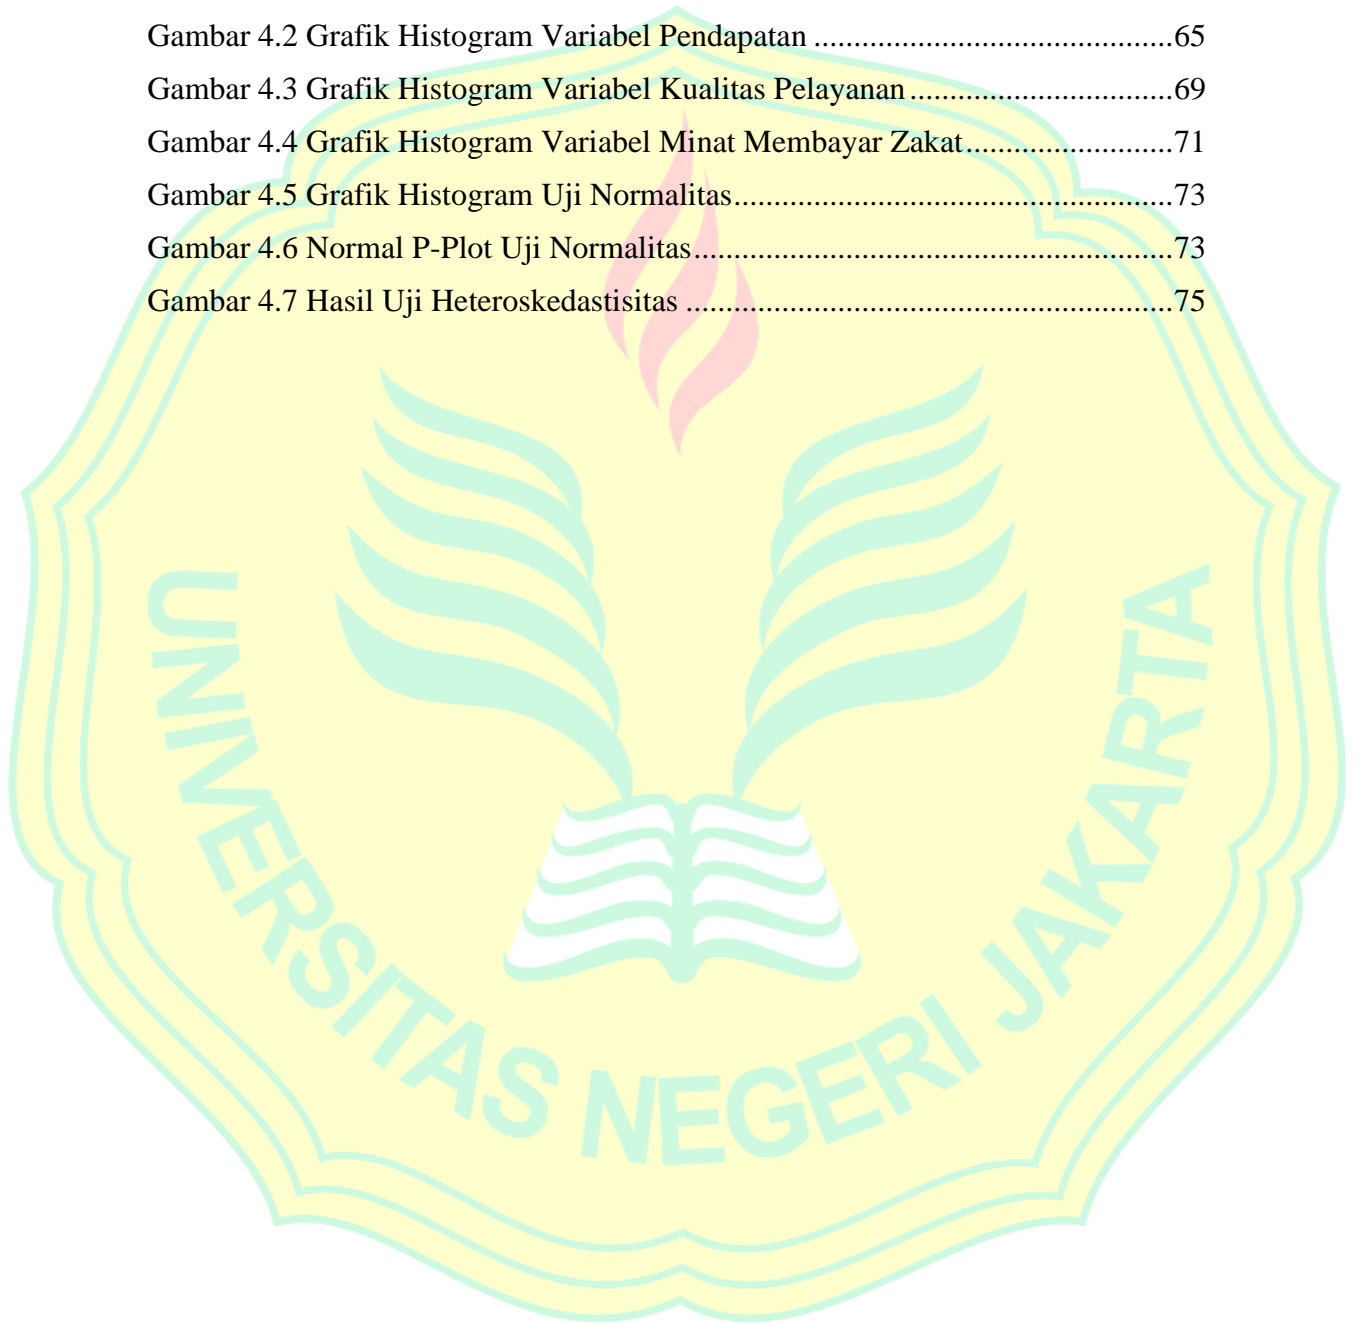 Gambar 4.2 Grafik Histogram Variabel Pendapatan ............................................65
Gambar 4.3 Grafik Histogram Variabel Kualitas Pelayanan ................................69
Gambar 4.4 Grafik Histogram Variabel Minat Membayar Zakat.........................71
Gambar 4.5 Grafik Histogram Uji Normalitas.....................................................73
Gambar 4.6 Normal P-Plot Uji Normalitas..........................................................73
Gambar 4.7 Hasil Uji Heteroskedastisitas ...........................................................75
UNIVERSITAS NEGERI JAKARTA